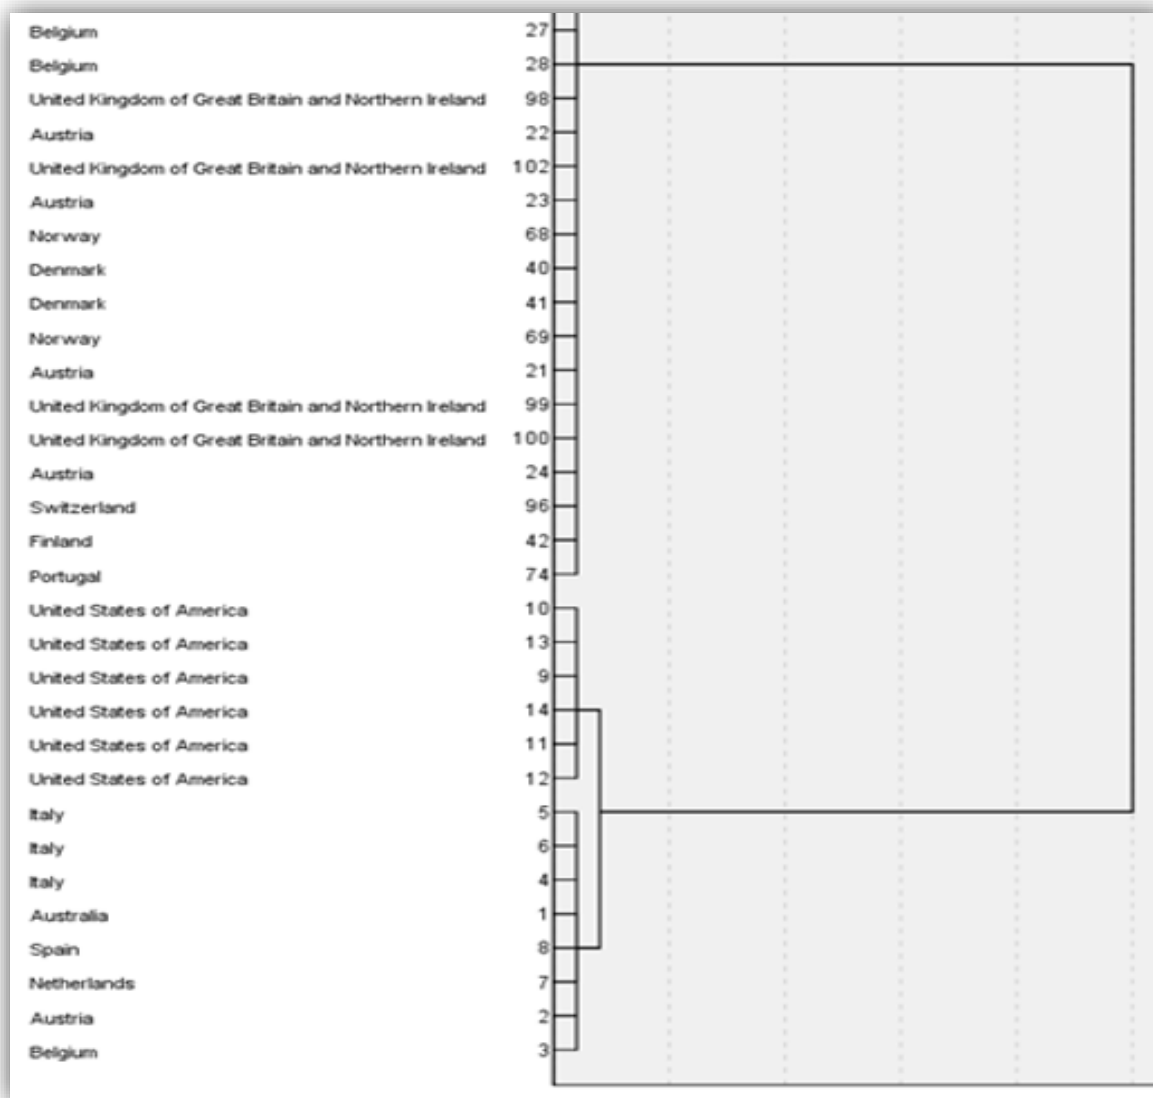 Belgium 27
Belgium 28
United Kingdom of Great Britain and Northern Ireland 98
Austria 22
United Kingdom of Great Britain and Northern Ireland 102
Austria 23
Norway 68
Denmark 40
Denmark 41
Norway 69
Austria 21
United Kingdom of Great Britain and Northern Ireland 99
United Kingdom of Great Britain and Northern Ireland 100
Austria 24
Switzerland 96
Finland 42
Portugal 74
United States of America 10
United States of America 13
United States of America 9
United States of America 14
United States of America 11
United States of America 12
Italy 5
Italy 6
Italy 4
Australia 1
Spain 8
Netherlands 7
Austria 2
Belgium 3